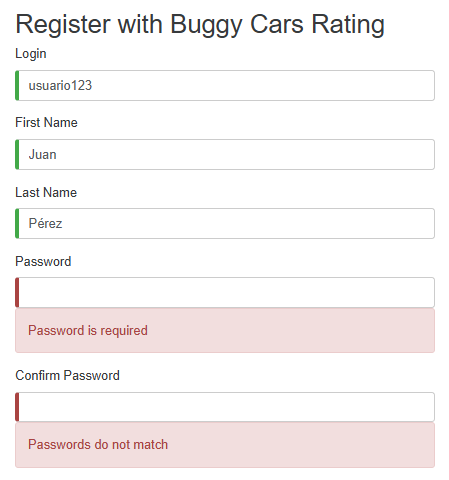 Register with Buggy Cars Rating
Login
usuario123
First Name
Juan
Last Name
Pérez
Password
Password is required
Confirm Password
Passwords do not match